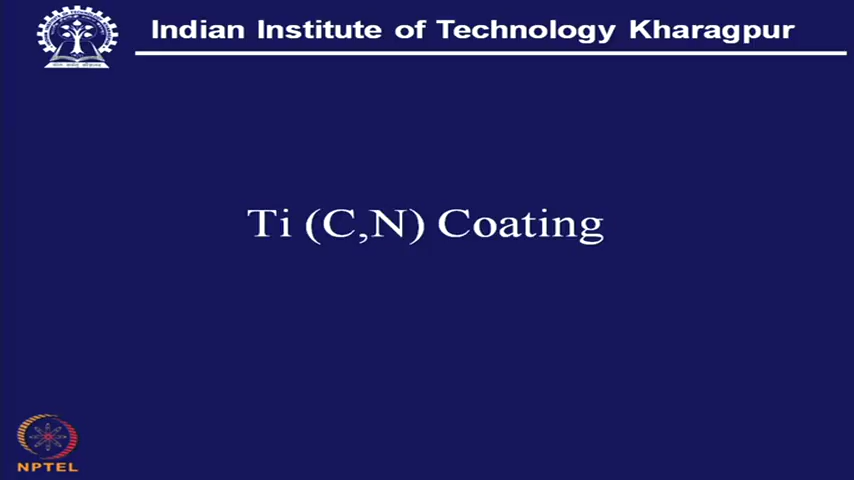 Indian Institute of Technology Kharagpur
Ti (C,N) Coating
NPTEL